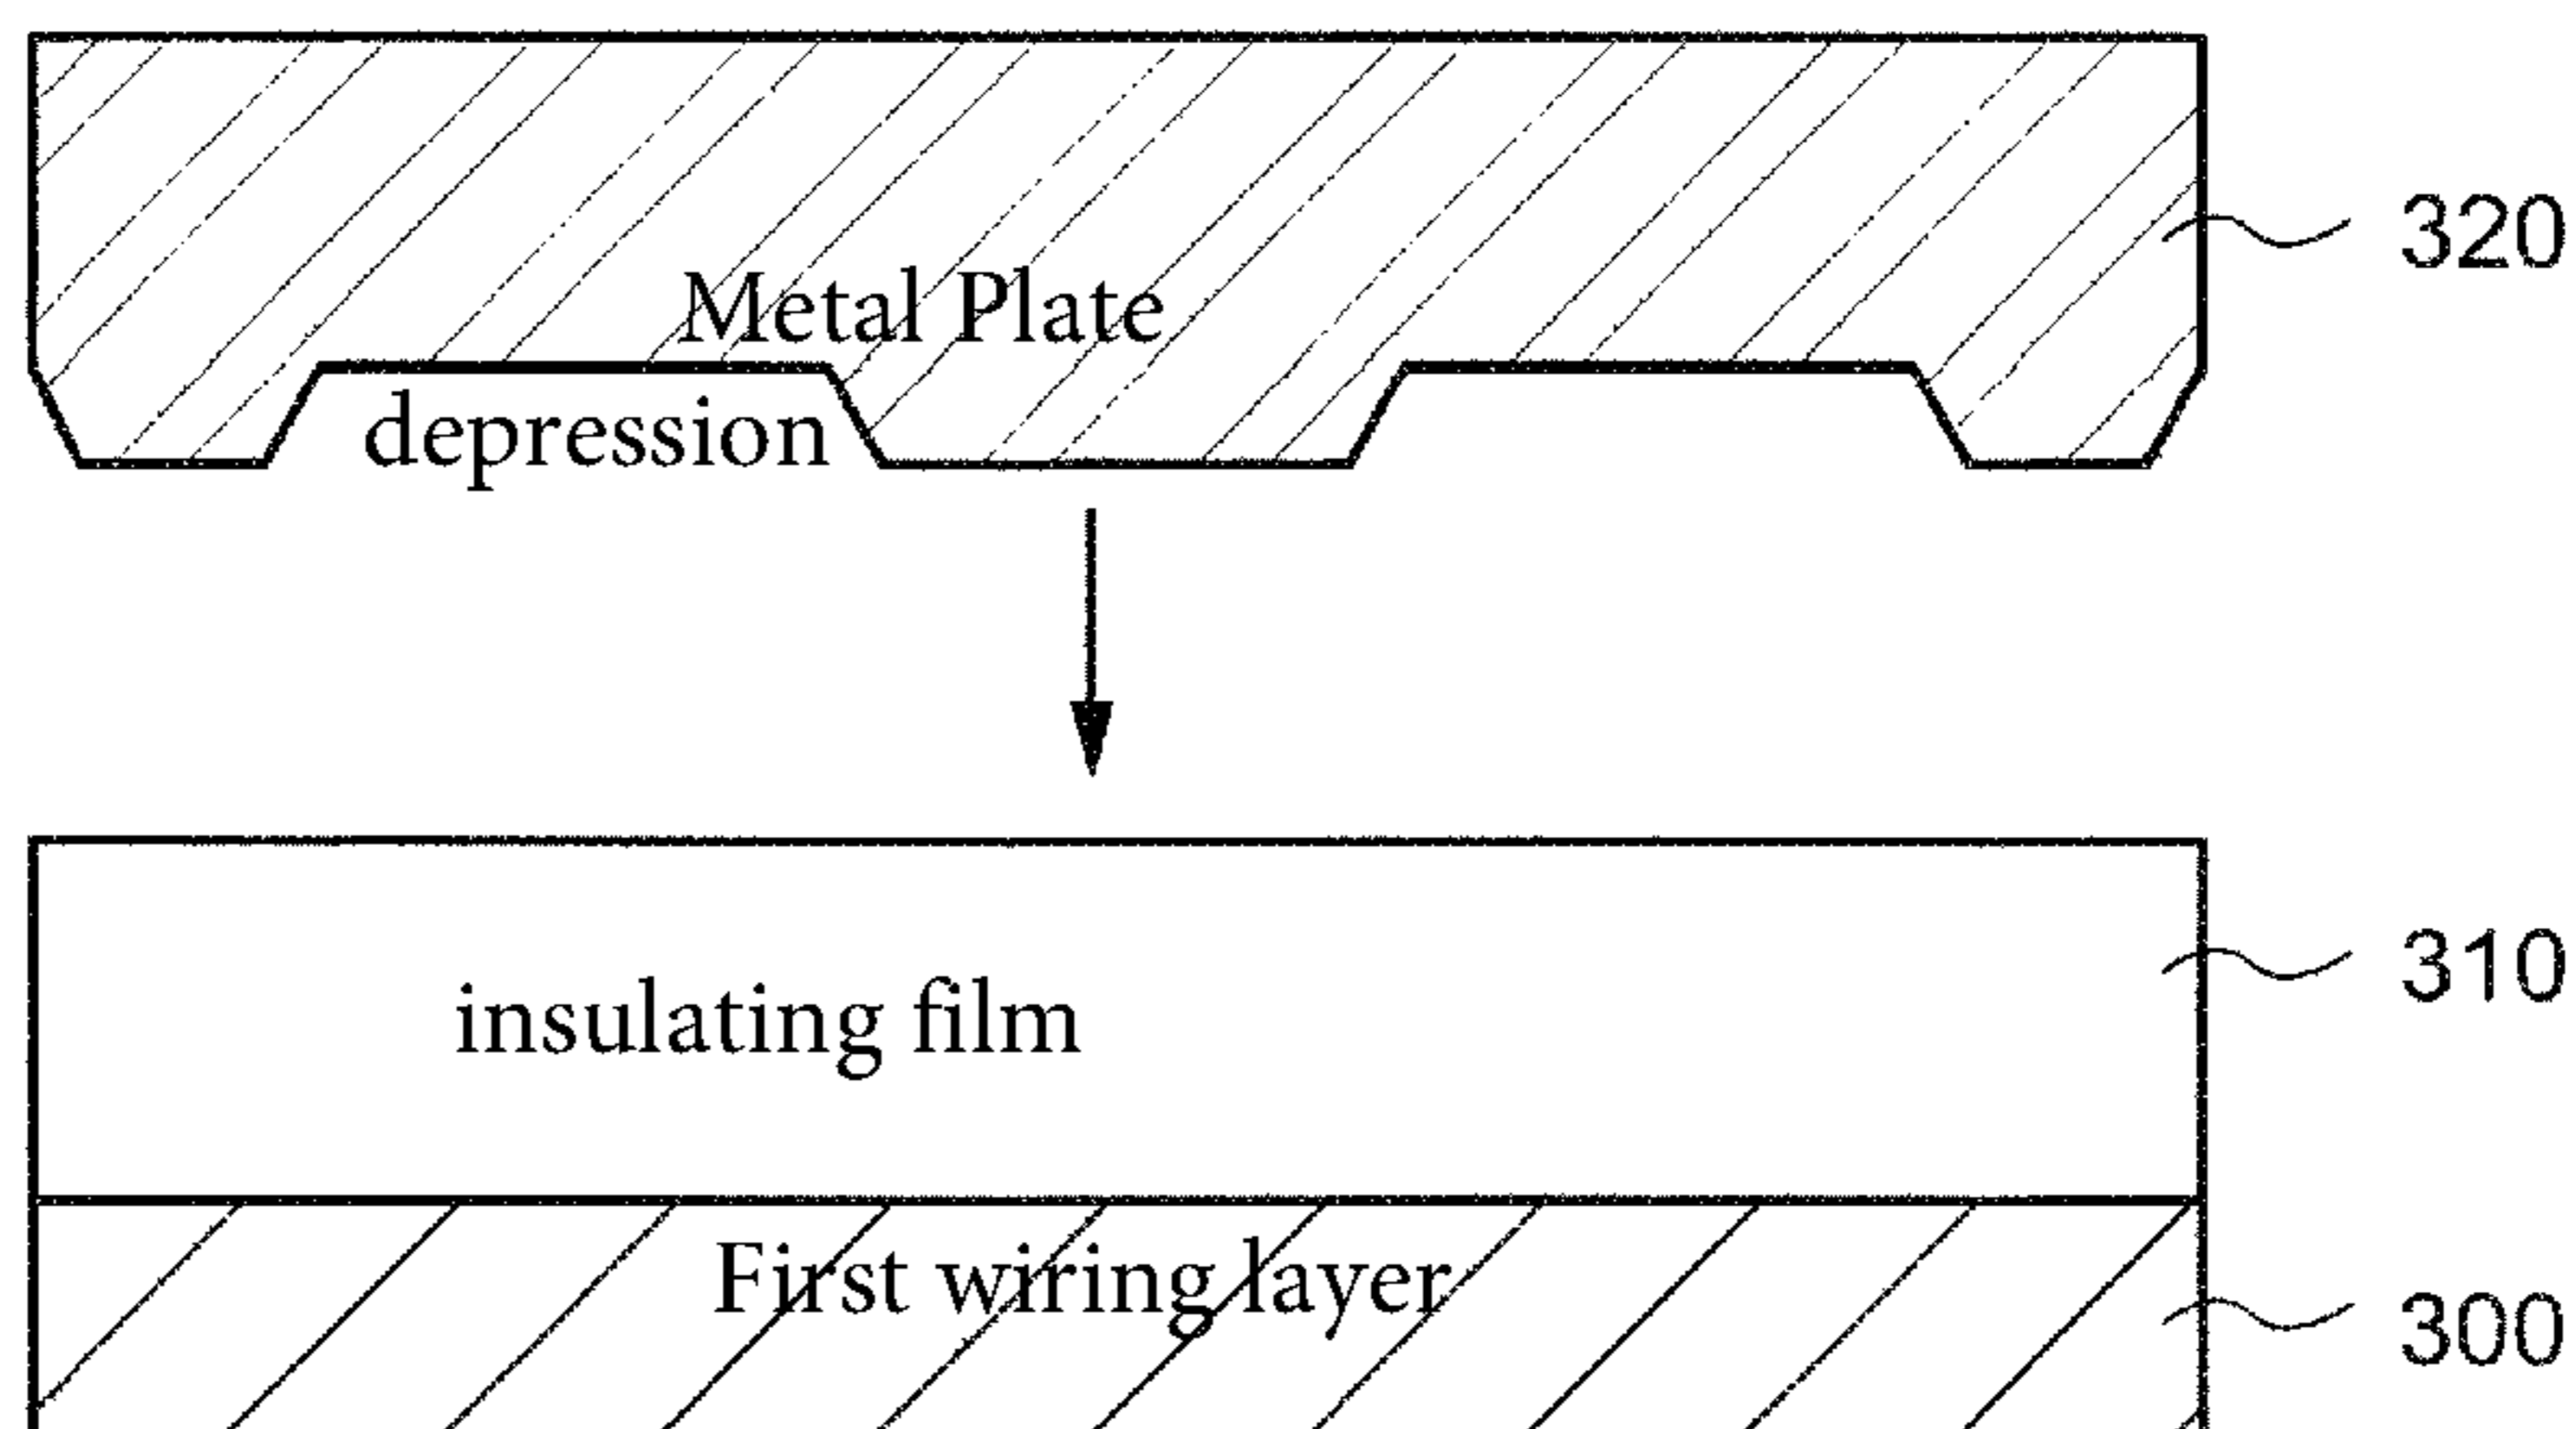 320
Metal Plate
depression
310
insulating film
First wiring layer
300